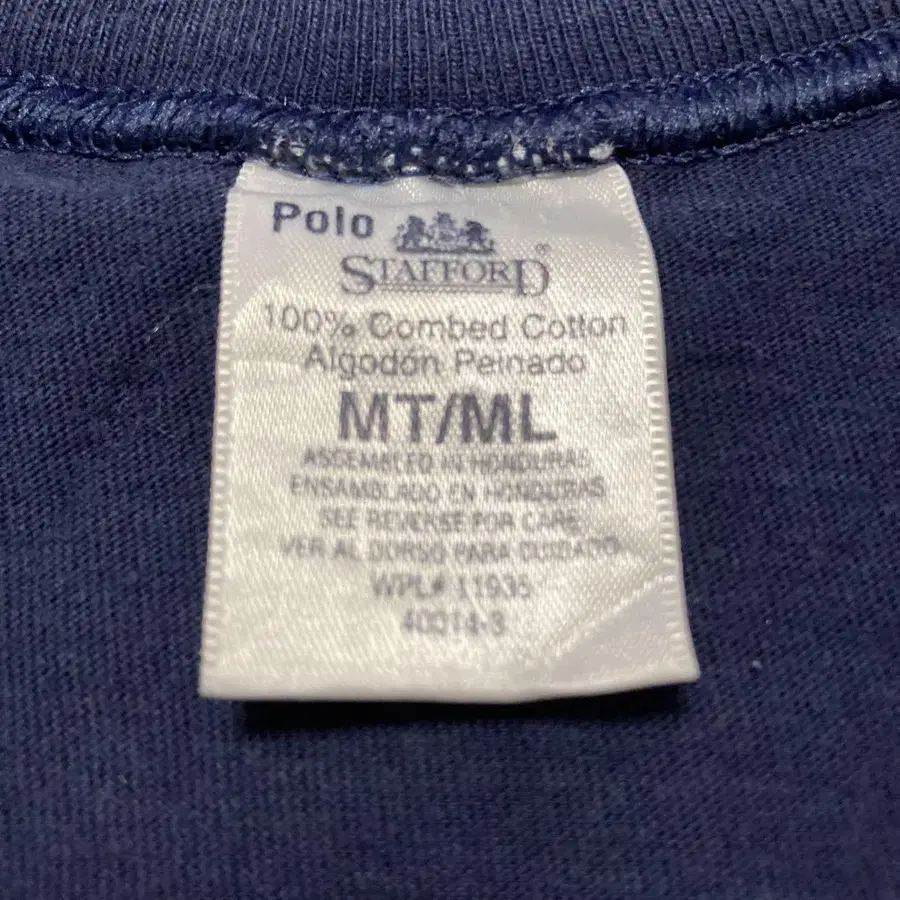 Polo
STAFFORD®
100% Combed Cotton
Algodón Peinado
MT/ML
ASSEMBLED IN HONDURAS
ENSAMBLADO EN HONDURAS
SEE REVERSE FOR CARE
VER AL DORSO PARA CUIDADO
WPL# 11935
40014-3